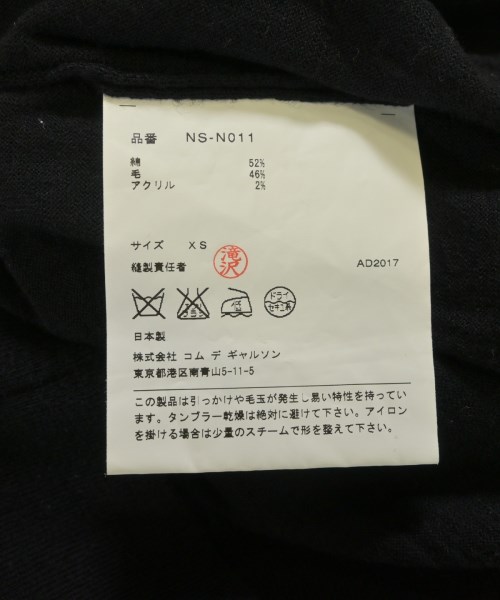 品番 NS-N011
綿 52%
毛 46%
アクリル 2%
サイズ XS
縫製責任者 滝沢 AD2017
ドライ
セキユ系
日本製
株式会社 コム デ ギャルソン
東京都港区南青山5-11-5
この製品は引っかけや毛玉が発生し易い特性を持ってい
ます。タンブラー乾燥は絶対に避けて下さい。アイロン
を掛ける場合は少量のスチームで形を整えて下さい。